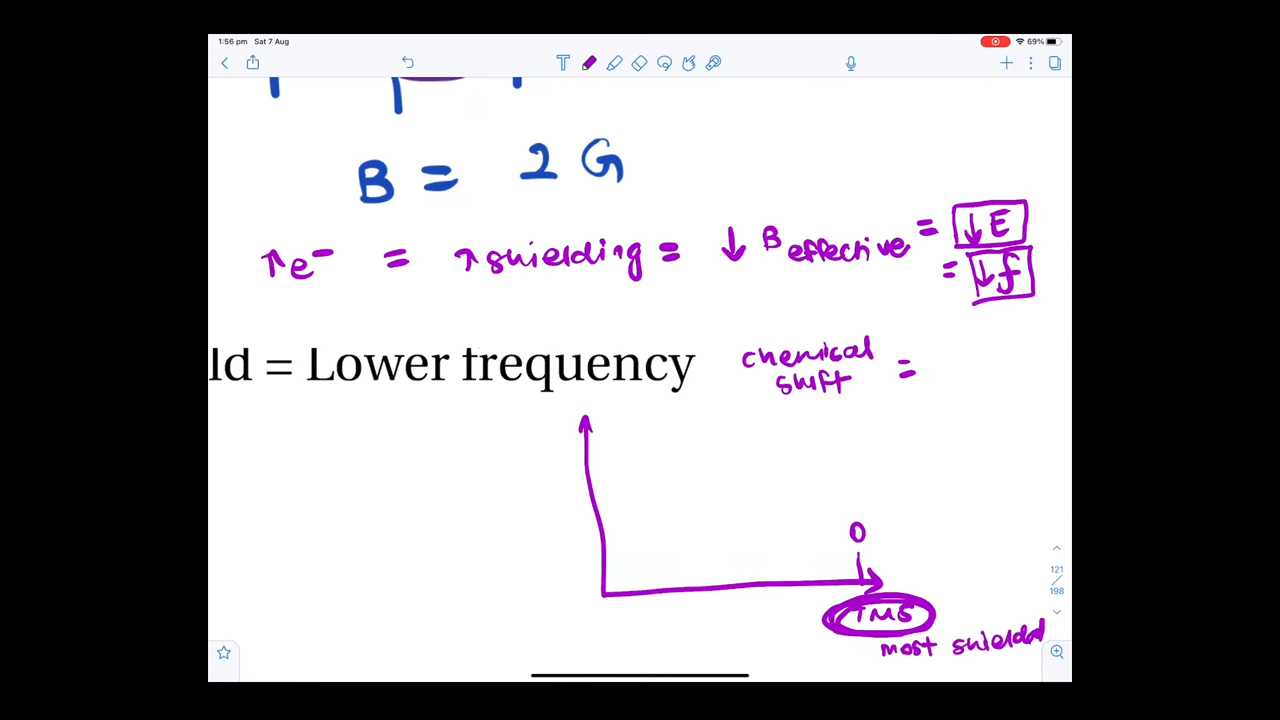 1:56 pm Sat 7 Aug
69%
T
B = 2 G
↑e⁻ = ↑ shielding = ↓ B effective = ↓E
= ↓f
ld = Lower frequency
chemical
shift =
0
TMS
most shielded
121
/
198